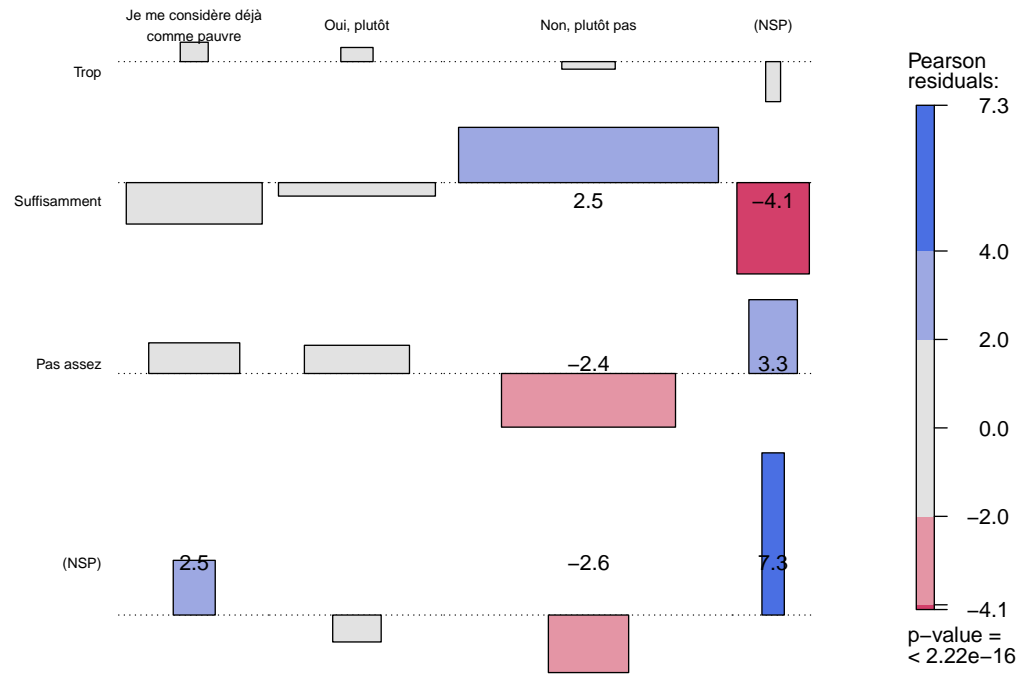 Je me considère déjà
comme pauvre
Oui, plutôt
Non, plutôt pas
(NSP)
Trop
Suffisamment
2.5
−4.1
Pas assez
−2.4
3.3
(NSP)
2.5
−2.6
7.3
Pearson
residuals:
7.3
4.0
2.0
0.0
−2.0
−4.1
p−value =
< 2.22e−16